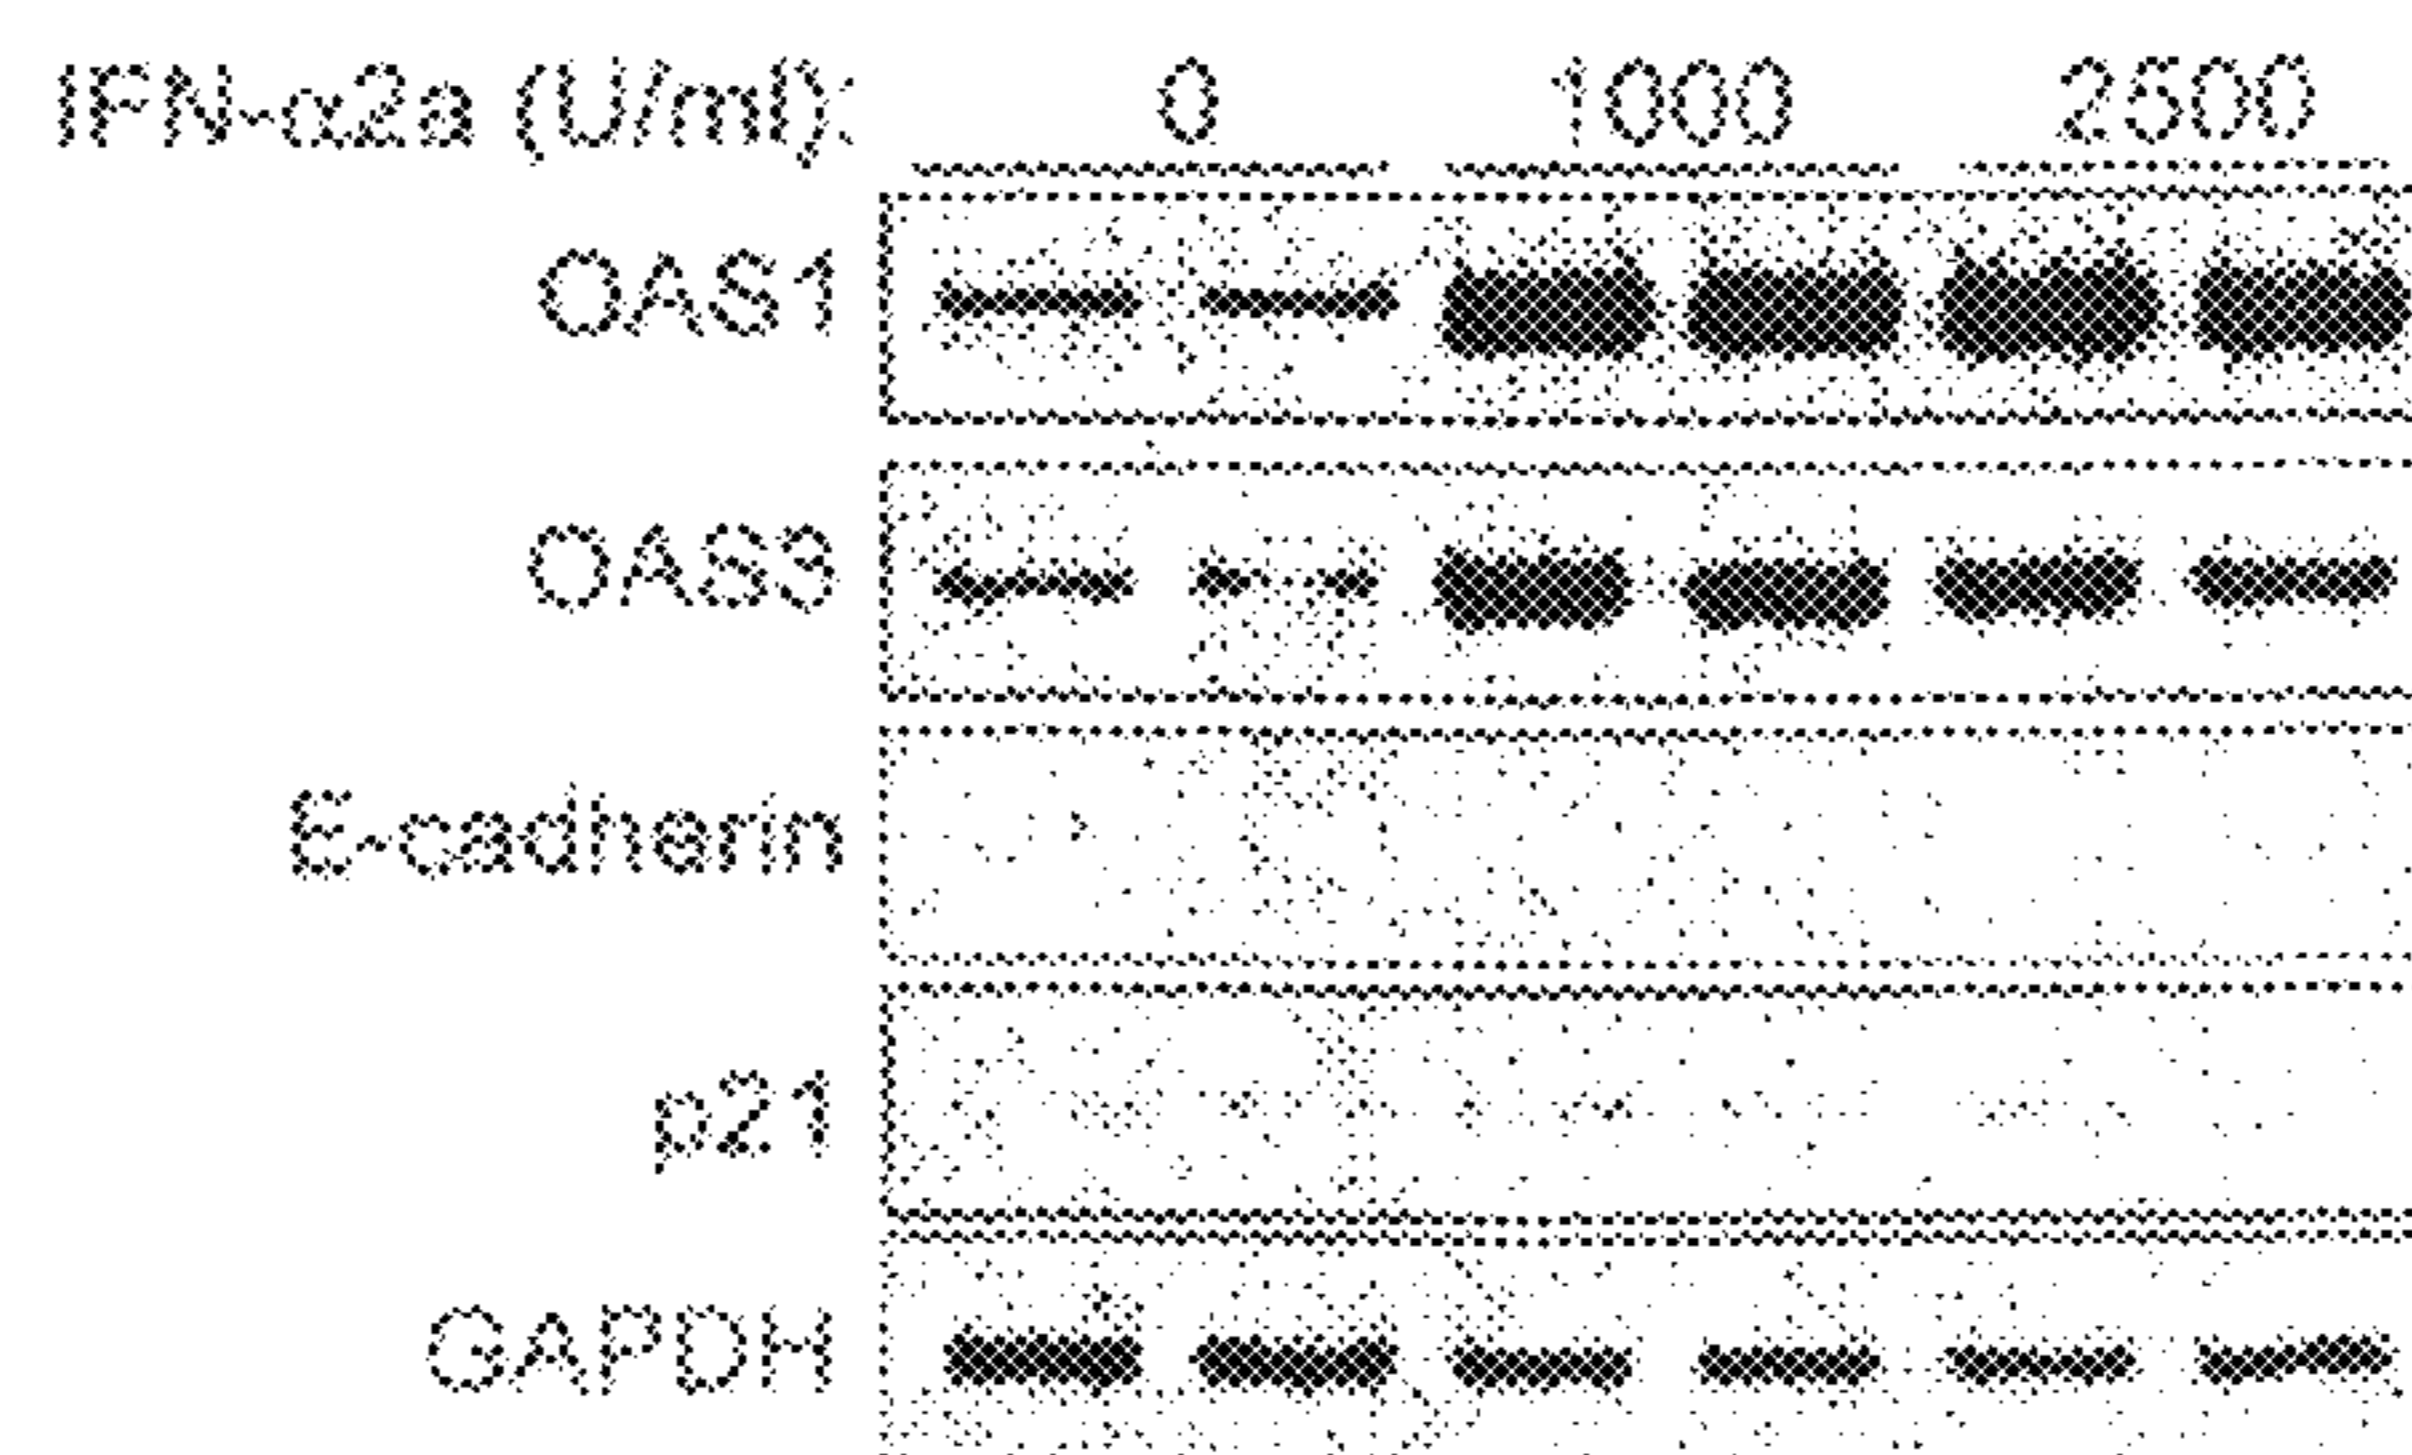 IFN-α2a (U/ml): 0 1000 2500
OAS1
OAS3
E-cadherin
p21
GAPDH